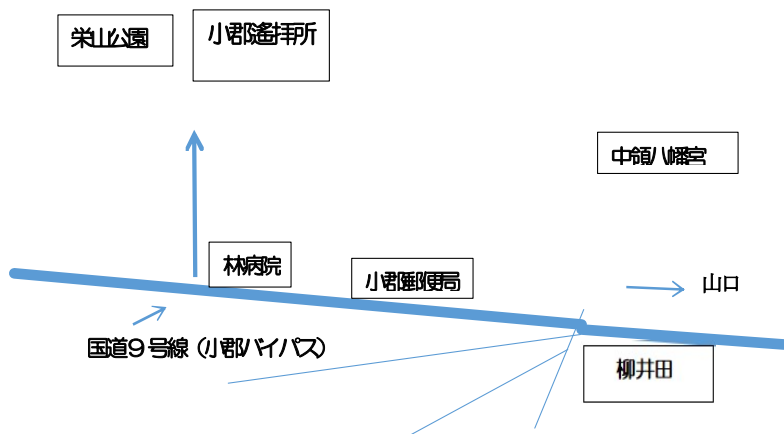 栄山公園
小郡遙拝所
中領八幡宮
林病院
小郡郵便局
山口
国道９号線（小郡バイパス）
柳井田